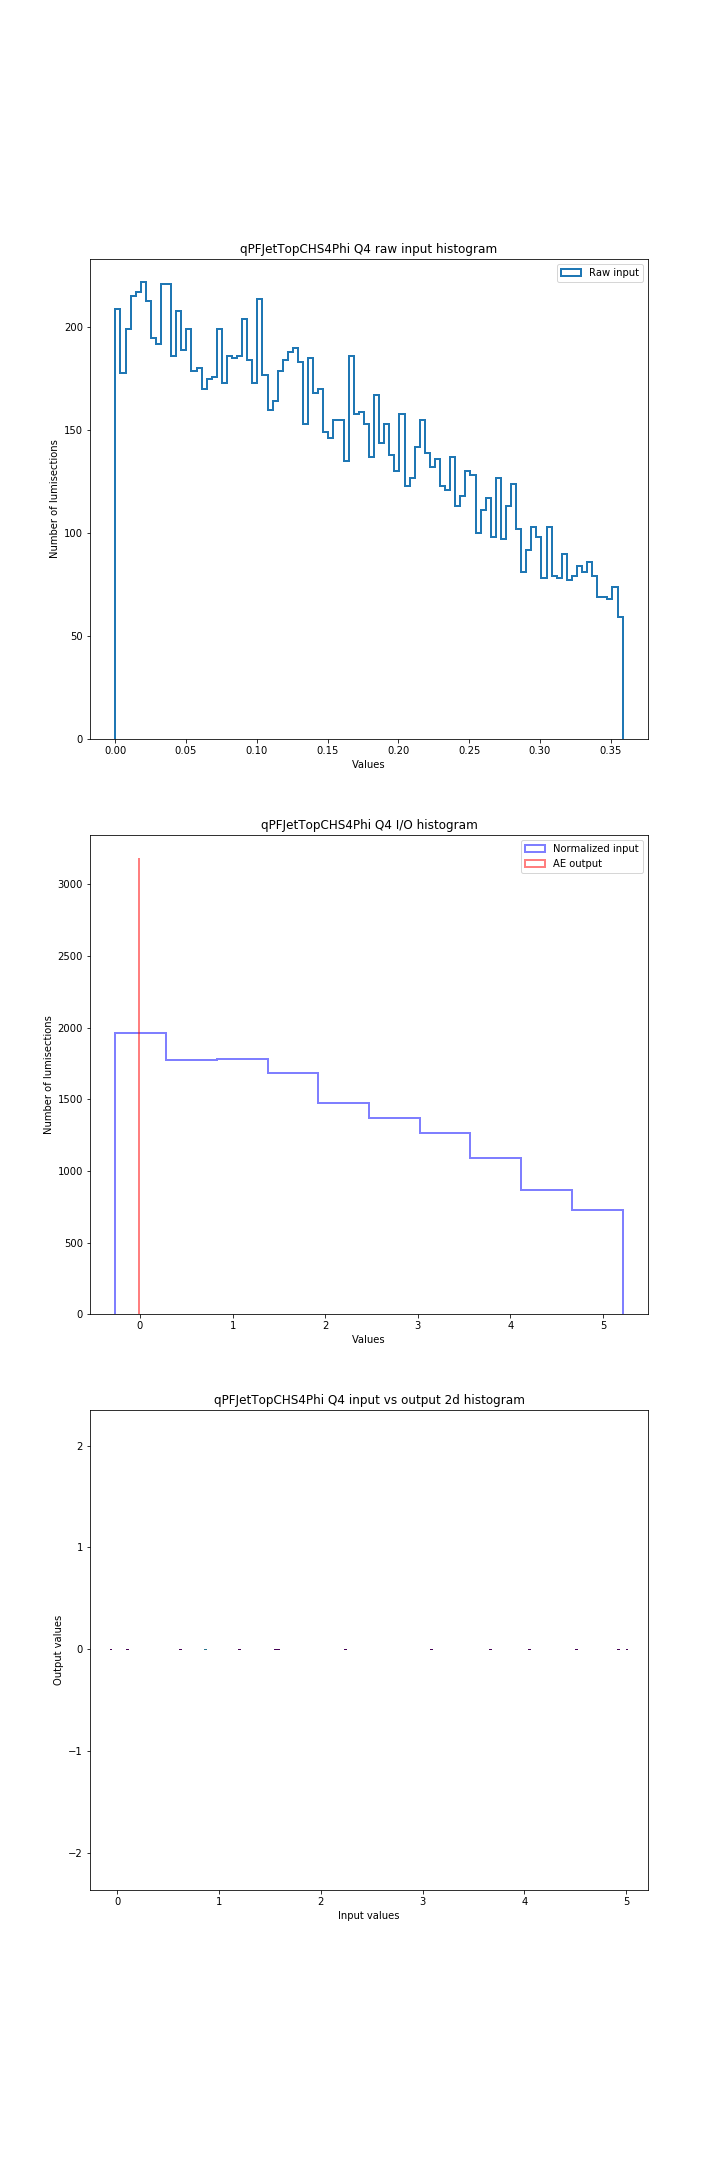 qPFJetTopCHS4Phi Q4 raw input histogram
Raw input
200
150
100
50
0
Number of lumisections
0.00 0.05 0.10 0.15 0.20 0.25 0.30 0.35
Values
qPFJetTopCHS4Phi Q4 I/O histogram
Normalized input
AE output
3000
2500
2000
1500
1000
500
0
Number of lumisections
0 1 2 3 4 5
Values
qPFJetTopCHS4Phi Q4 input vs output 2d histogram
2
1
0
−1
−2
Output values
0 1 2 3 4 5
Input values